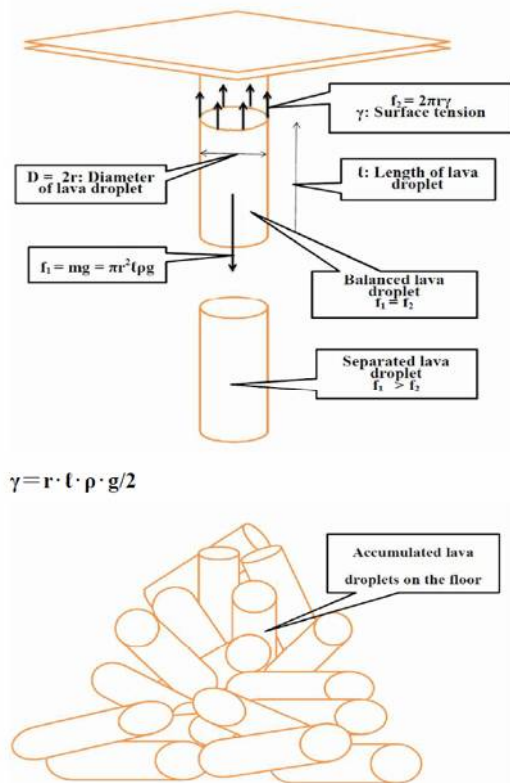 f₂ = 2πrγ
γ: Surface tension
D = 2r: Diameter
of lava droplet
ℓ: Length of lava
droplet
f₁ = mg = πr²ℓρg
Balanced lava
droplet
f₁ = f₂
Separated lava
droplet
f₁ > f₂
γ=r·ℓ·ρ·g/2
Accumulated lava
droplets on the floor